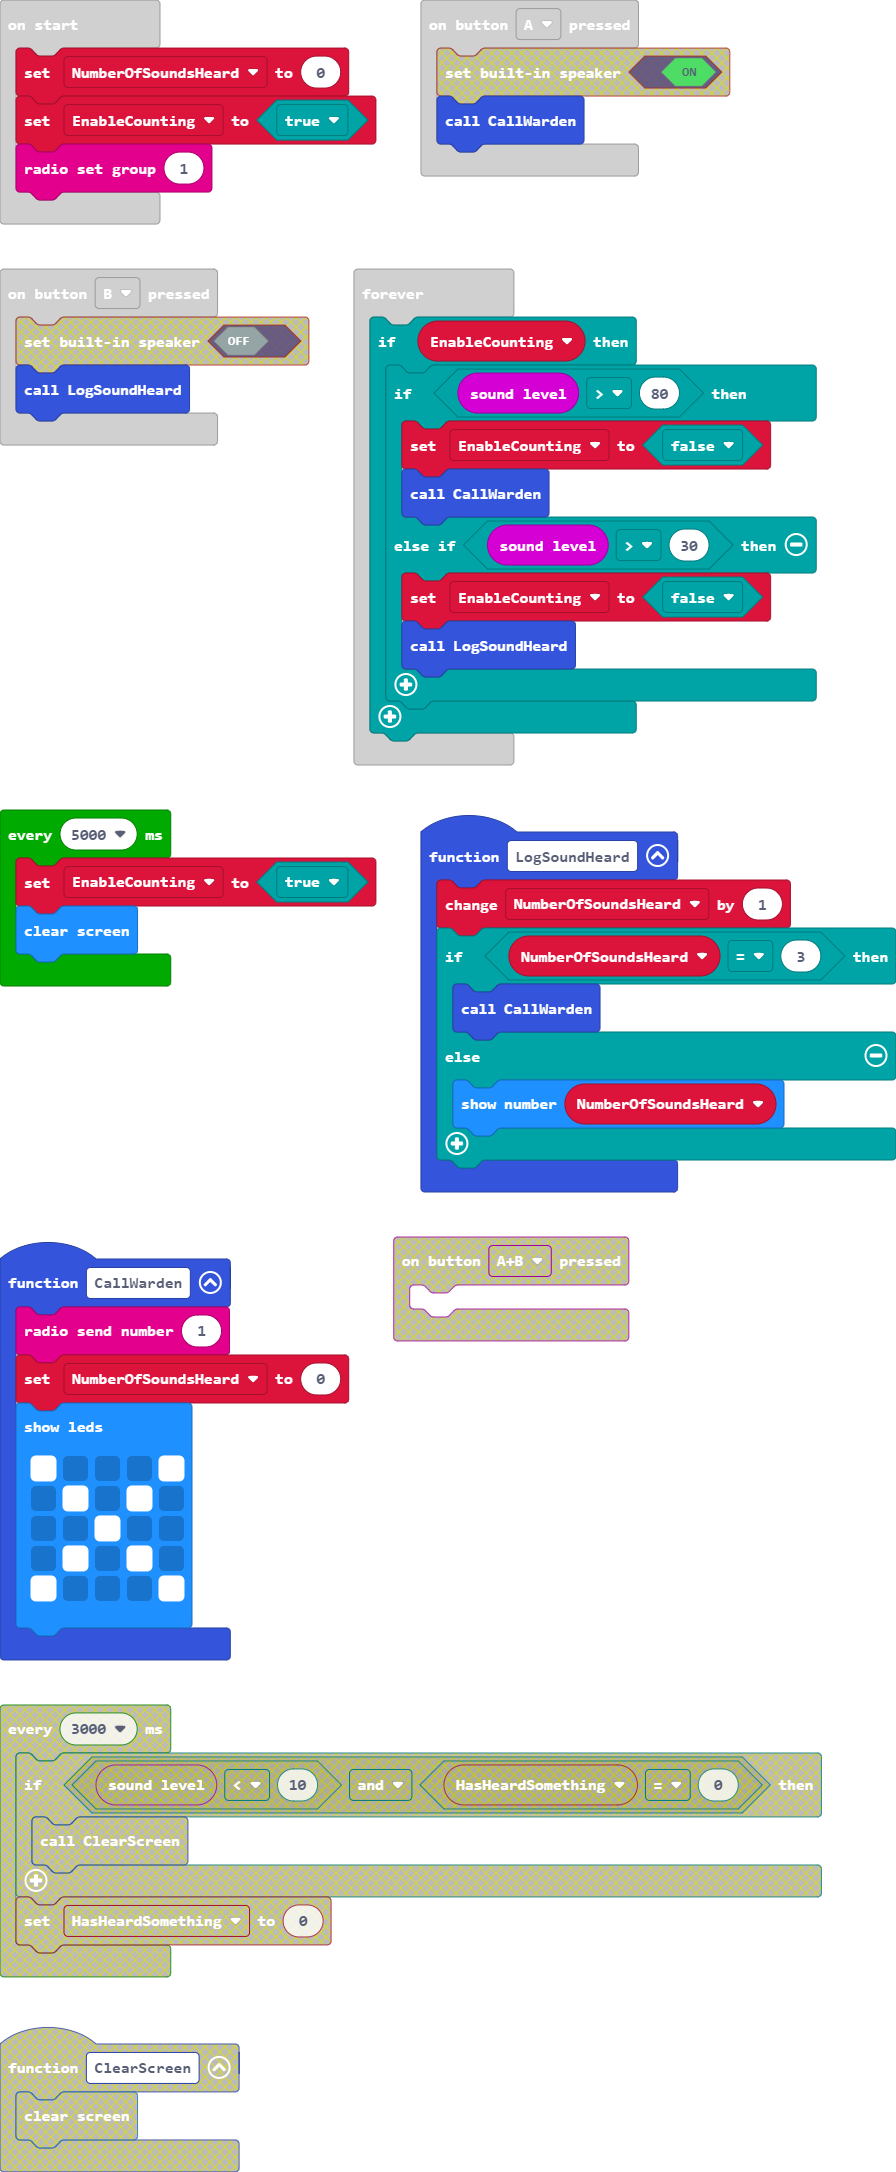 on start
set NumberOfSoundsHeard to 0
set EnableCounting to true
radio set group 1
on button A pressed
set built-in speaker ON
call CallWarden
on button B pressed
set built-in speaker OFF
call LogSoundHeard
forever
if EnableCounting then
if sound level > 80 then
set EnableCounting to false
call CallWarden
else if sound level > 30 then
set EnableCounting to false
call LogSoundHeard
every 5000 ms
set EnableCounting to true
clear screen
function LogSoundHeard
change NumberOfSoundsHeard by 1
if NumberOfSoundsHeard = 3 then
call CallWarden
else
show number NumberOfSoundsHeard
function CallWarden
radio send number 1
set NumberOfSoundsHeard to 0
show leds
on button A+B pressed
every 3000 ms
if sound level < 10 and HasHeardSomething = 0 then
call ClearScreen
set HasHeardSomething to 0
function ClearScreen
clear screen